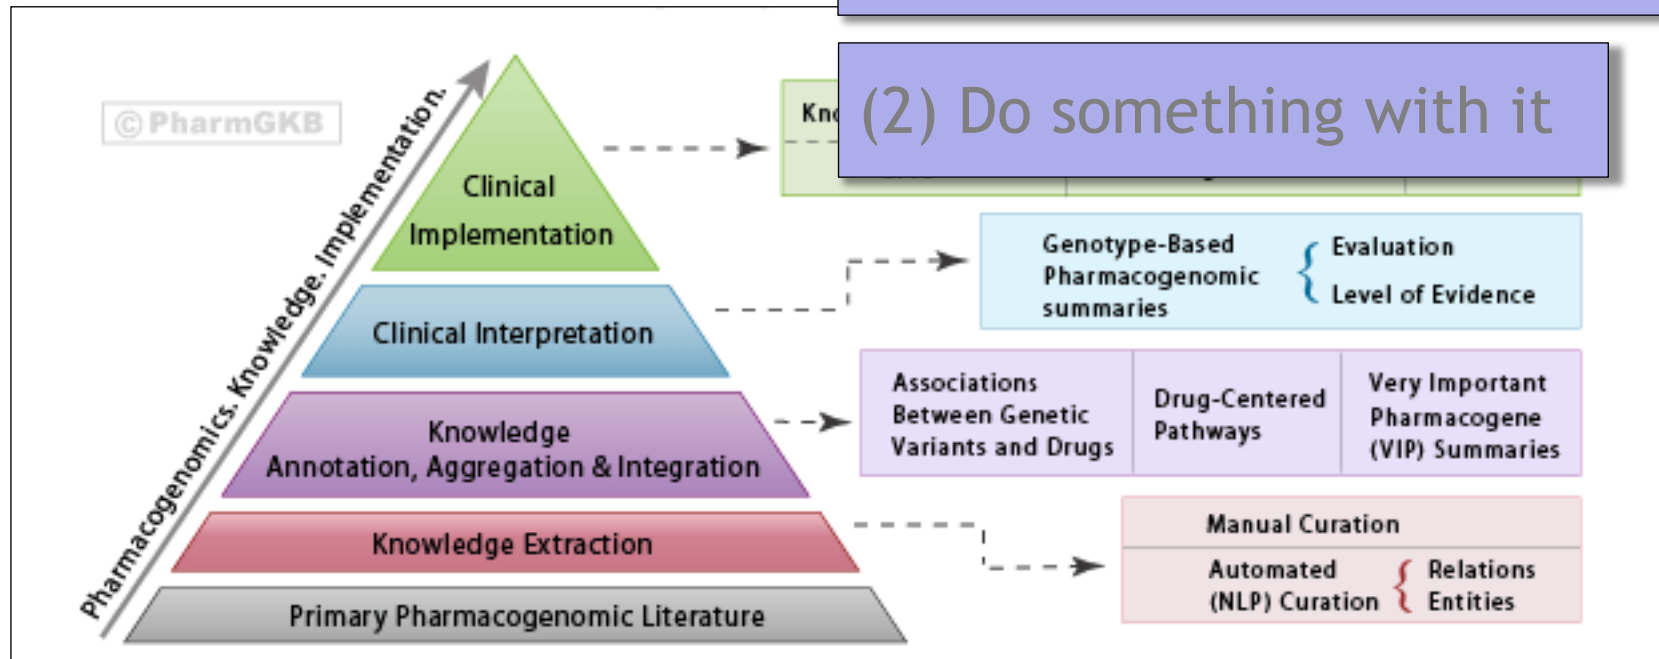 (2) Do something with it
© PharmGKB
Pharmacogenomics. Knowledge. Implementation.
Clinical
Implementation
Genotype-Based
Pharmacogenomic
summaries
Evaluation
Level of Evidence
Clinical Interpretation
Associations
Between Genetic
Variants and Drugs
Drug-Centered
Pathways
Very Important
Pharmacogene
(VIP) Summaries
Knowledge
Annotation, Aggregation & Integration
Manual Curation
Automated
(NLP) Curation
Relations
Entities
Knowledge Extraction
Primary Pharmacogenomic Literature